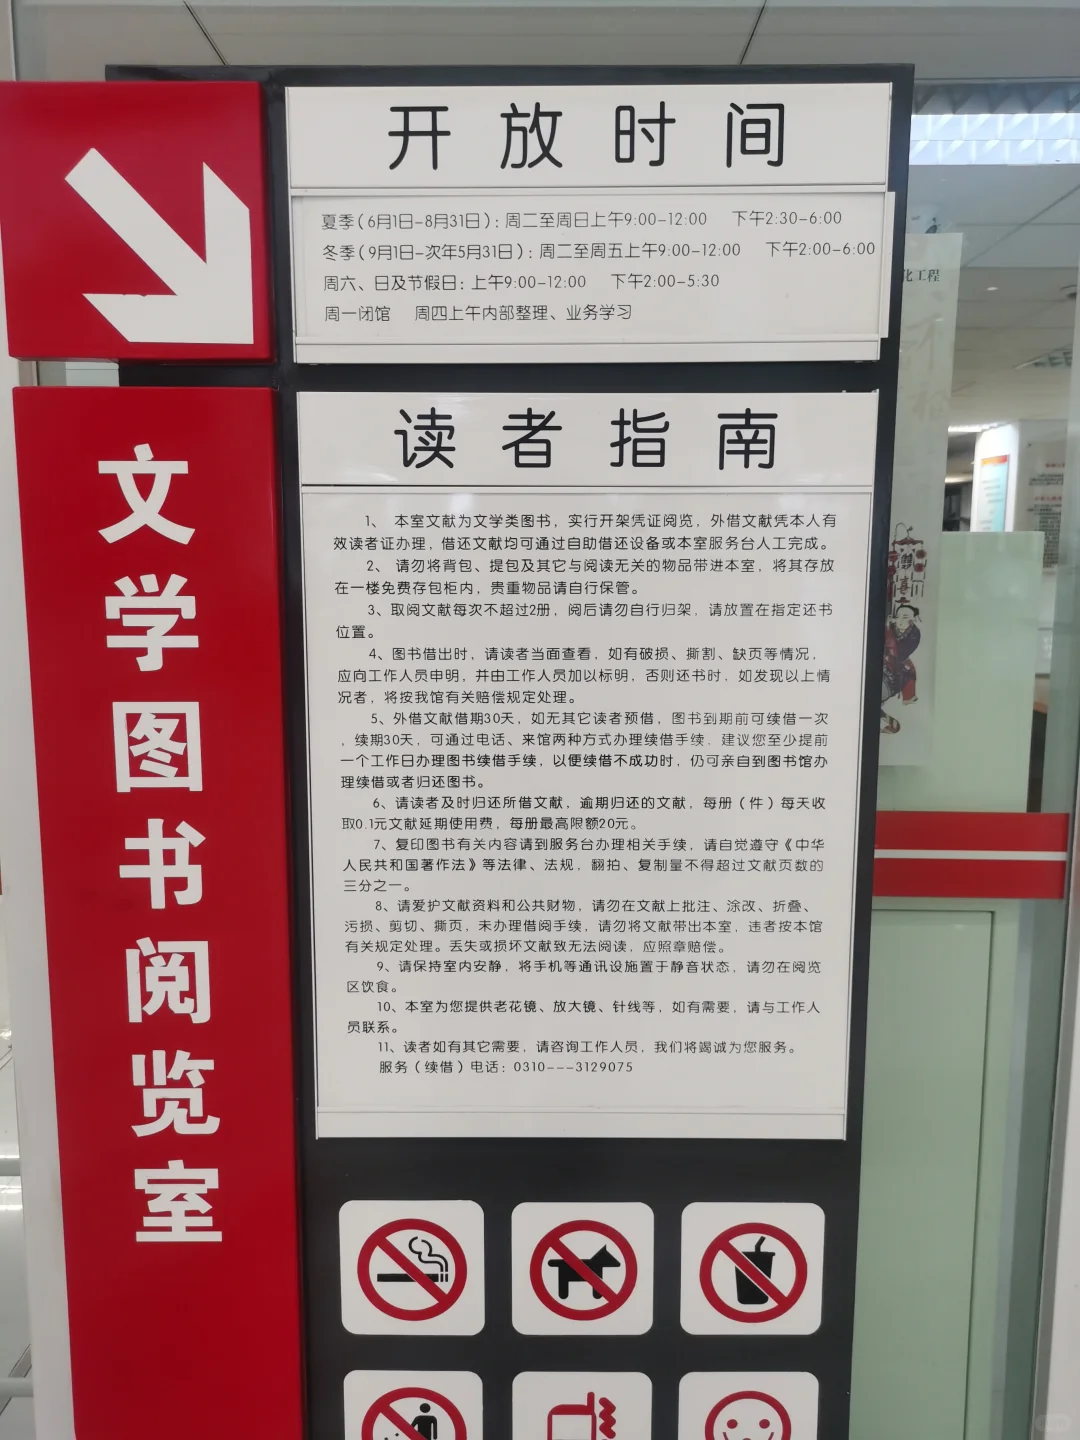 开放时间
夏季（6月1日-8月31日）：周二至周日上午9:00-12:00 下午2:30-6:00
冬季（9月1日-次年5月31日）：周二至周五上午9:00-12:00 下午2:00-6:00
周六、日及节假日：上午9:00-12:00 下午2:00-5:30
周一闭馆 周四上午内部整理、业务学习
文学图书阅览室
读者指南
1、 本室文献为文学类图书，实行开架凭证阅览，外借文献凭本人有
效读者证办理，借还文献均可通过自助借还设备或本室服务台人工完成。
2、 请勿将背包、提包及其它与阅读无关的物品带进本室，将其存放
在一楼免费存包柜内，贵重物品请自行保管。
3、取阅文献每次不超过2册，阅后请勿自行归架，请放置在指定还书
位置。
4、图书借出时，请读者当面查看，如有破损、撕割、缺页等情况，
应向工作人员申明，并由工作人员加以标明，否则还书时，如发现以上情
况者，将按我馆有关赔偿规定处理。
5、外借文献借期30天，如无其它读者预借，图书到期前可续借一次
，续期30天，可通过电话、来馆两种方式办理续借手续．建议您至少提前
一个工作日办理图书续借手续，以便续借不成功时，仍可亲自到图书馆办
理续借或者归还图书。
6、请读者及时归还所借文献，逾期归还的文献，每册（件）每天收
取0.1元文献延期使用费，每册最高限额20元。
7、复印图书有关内容请到服务台办理相关手续，请自觉遵守《中华
人民共和国著作法》等法律、法规，翻拍、复制量不得超过文献页数的
三分之一。
8、请爱护文献资料和公共财物，请勿在文献上批注、涂改、折叠、
污损、剪切、撕页，未办理借阅手续，请勿将文献带出本室，违者按本馆
有关规定处理。丢失或损坏文献致无法阅读，应照章赔偿。
9、请保持室内安静，将手机等通讯设施置于静音状态，请勿在阅览
区饮食。
10、本室为您提供老花镜、放大镜、针线等，如有需要，请与工作人
员联系。
11、读者如有其它需要，请咨询工作人员，我们将竭诚为您服务。
服务（续借）电话：0310---3129075
化工程